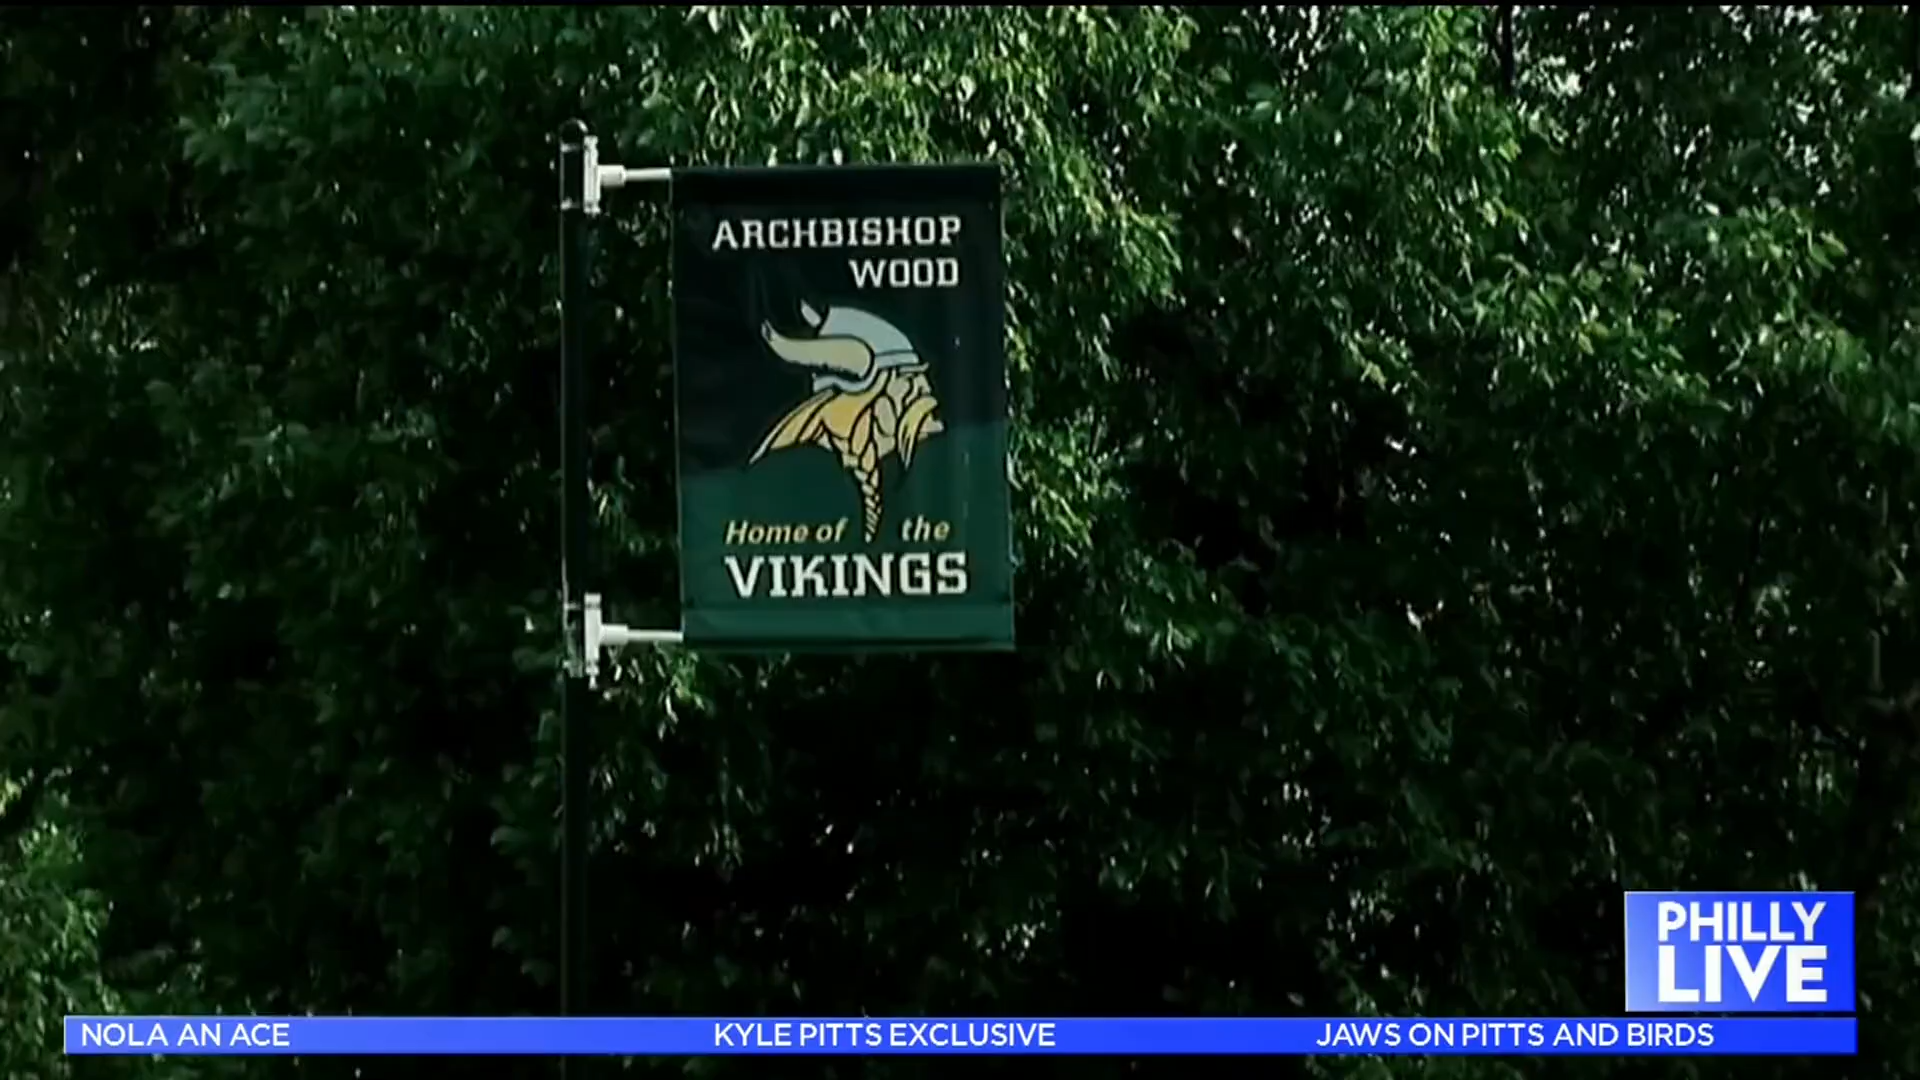 ARCHBISHOP
WOOD
Home of the
VIKINGS
PHILLY
LIVE
NOLA AN ACE
KYLE PITTS EXCLUSIVE
JAWS ON PITTS AND BIRDS